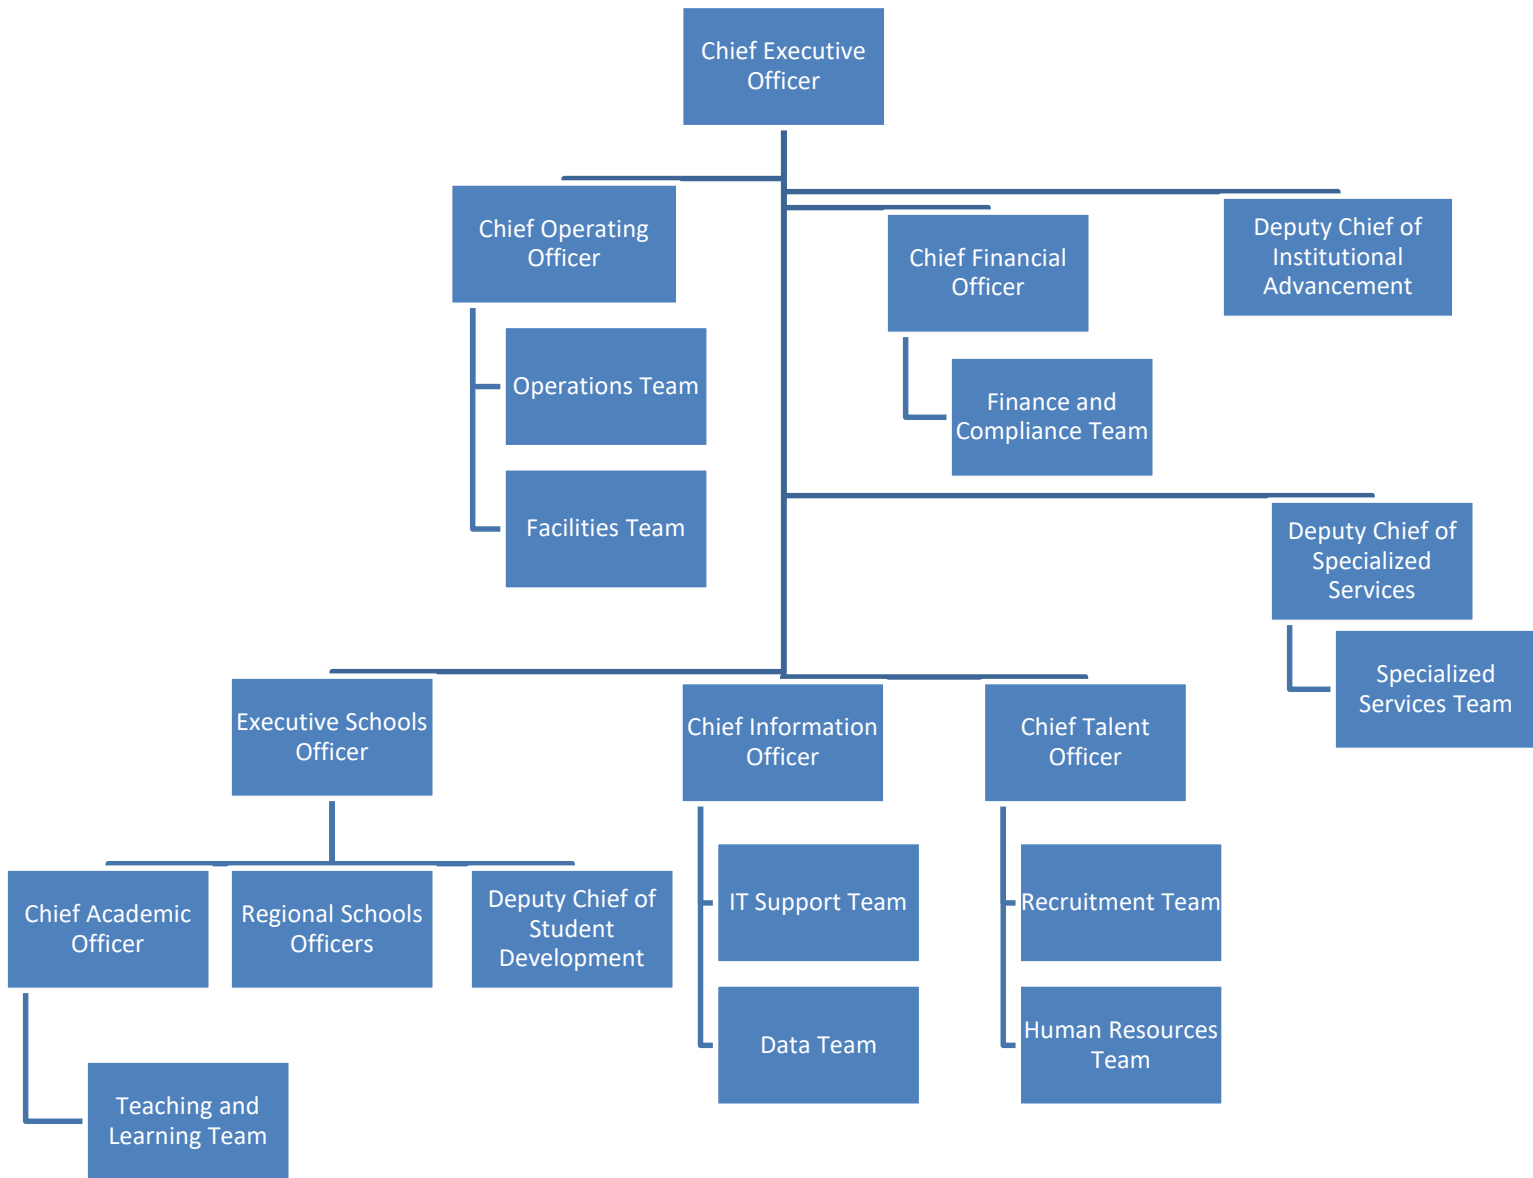 Chief Executive
Officer
Chief Operating
Officer
Chief Financial
Officer
Deputy Chief of
Institutional
Advancement
Operations Team
Finance and
Compliance Team
Facilities Team
Deputy Chief of
Specialized
Services
Specialized
Services Team
Executive Schools
Officer
Chief Information
Officer
Chief Talent
Officer
Chief Academic
Officer
Regional Schools
Officers
Deputy Chief of
Student
Development
IT Support Team
Recruitment Team
Data Team
Human Resources
Team
Teaching and
Learning Team